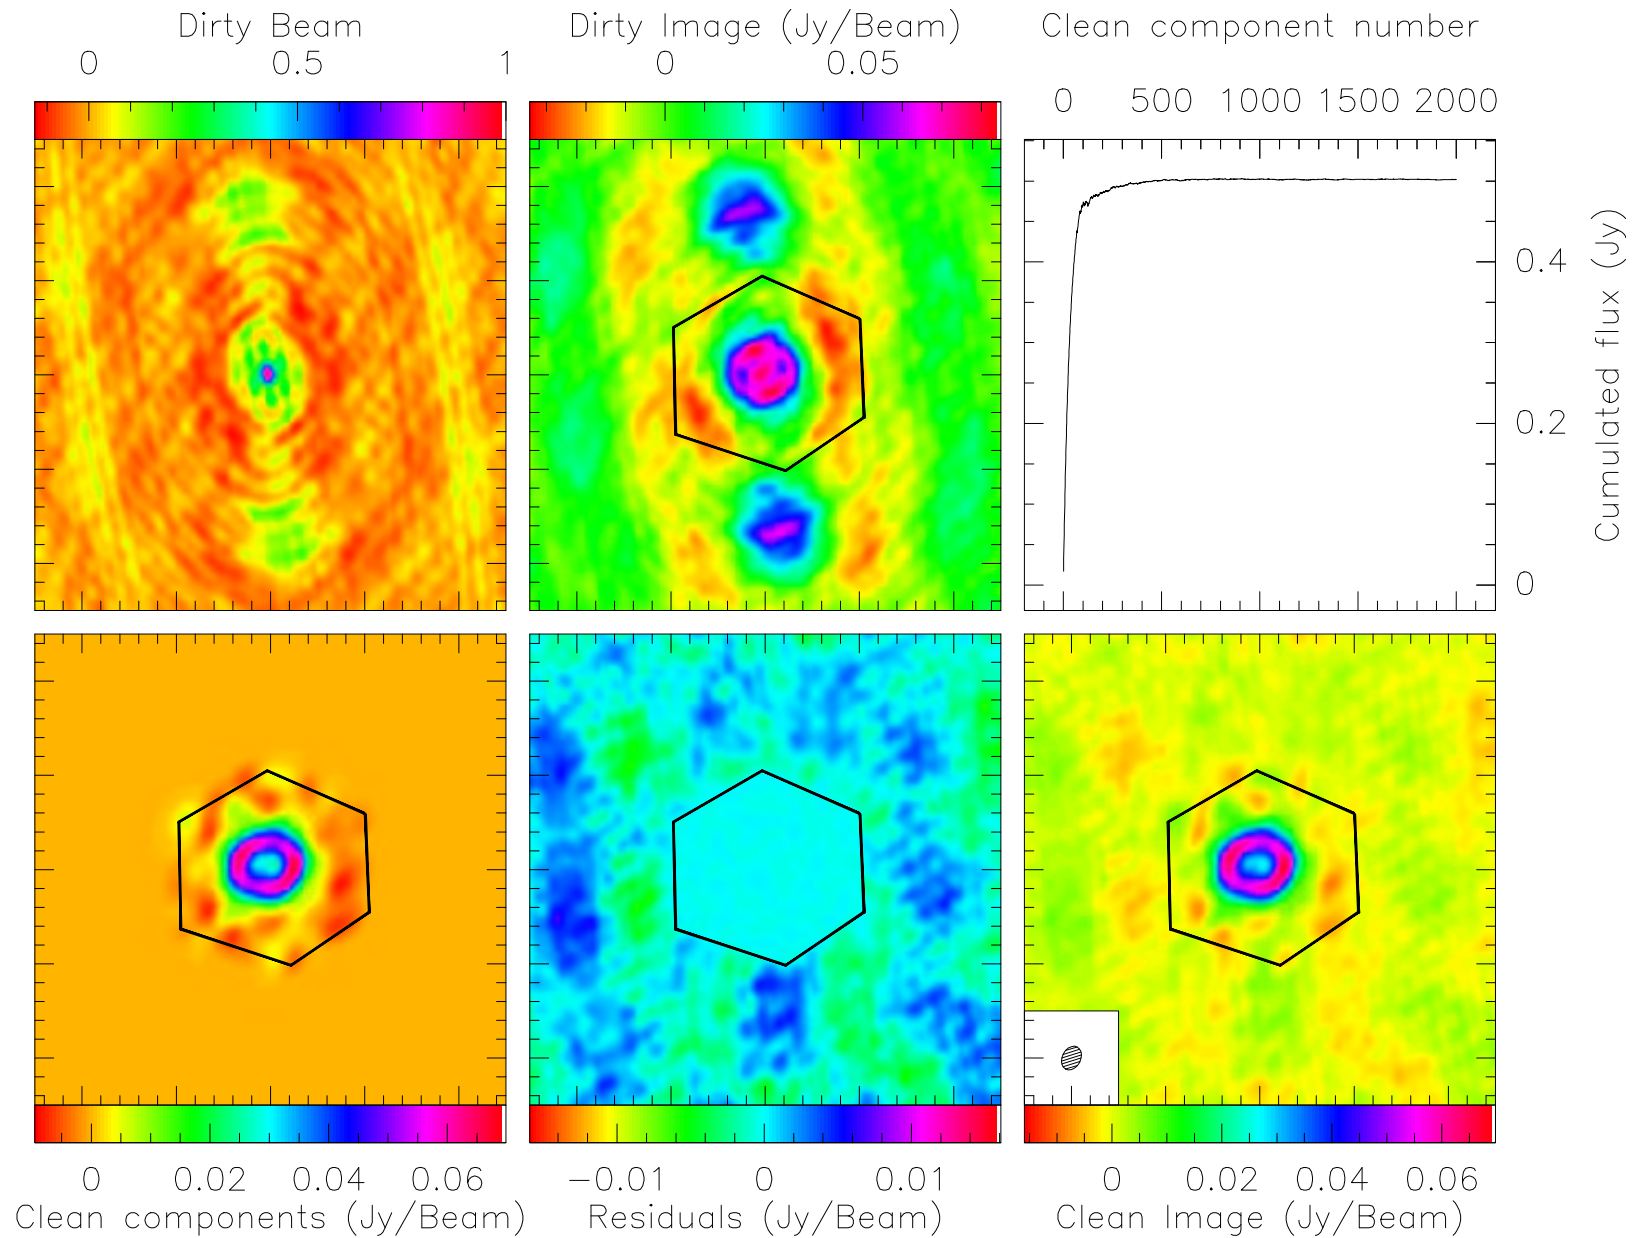 Dirty Beam
0 0.5 1
Dirty Image (Jy/Beam)
0 0.05
Clean component number
0 500 1000 1500 2000
0.4
0.2
0
Cumulated flux (Jy)
0 0.02 0.04 0.06
Clean components (Jy/Beam)
−0.01 0 0.01
Residuals (Jy/Beam)
0 0.02 0.04 0.06
Clean Image (Jy/Beam)